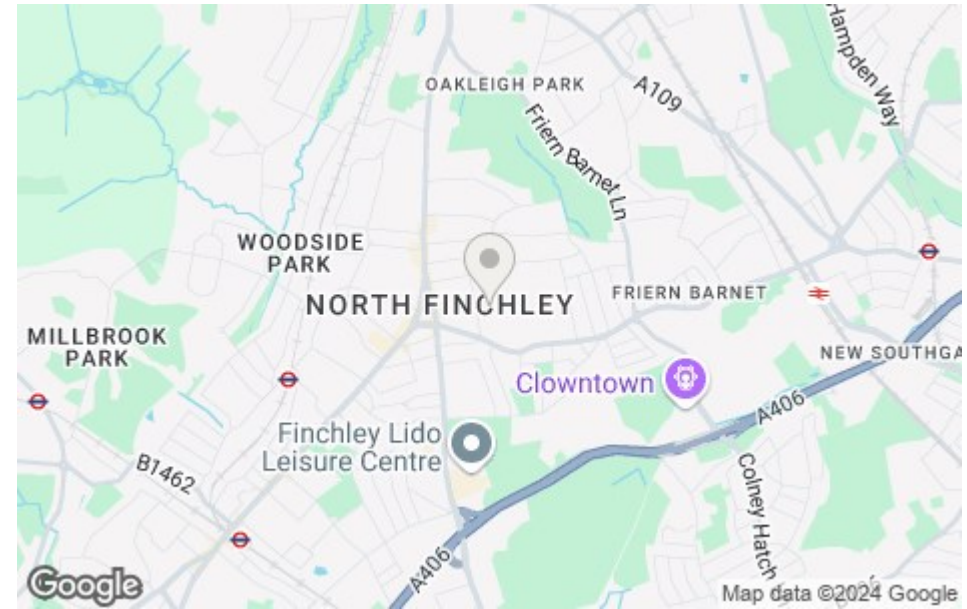 Hampden Way
OAKLEIGH PARK
A109
Friern Barnet Ln
WOODSIDE
PARK
NORTH FINCHLEY
FRIERN BARNET
MILLBROOK
PARK
NEW SOUTHGA
Clowntown
A406
Finchley Lido
Leisure Centre
B1462
Colney Hatch
A406
Google
Map data ©2024 Google